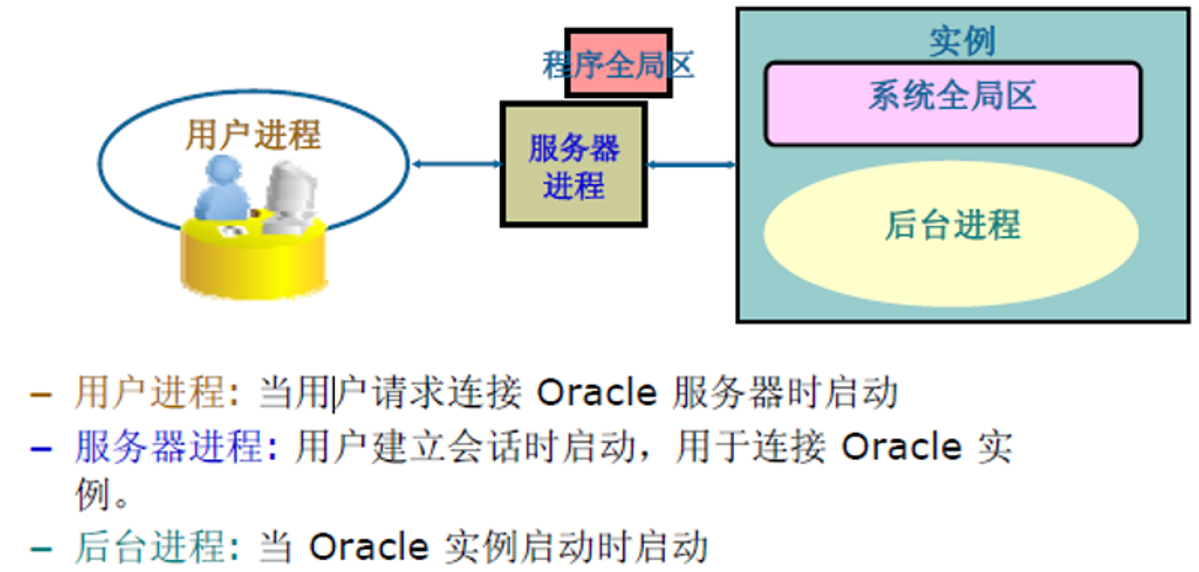 实例
程序全局区
系统全局区
用户进程
服务器
进程
后台进程
– 用户进程: 当用户请求连接 Oracle 服务器时启动
– 服务器进程: 用户建立会话时启动，用于连接 Oracle 实
例。
– 后台进程: 当 Oracle 实例启动时启动